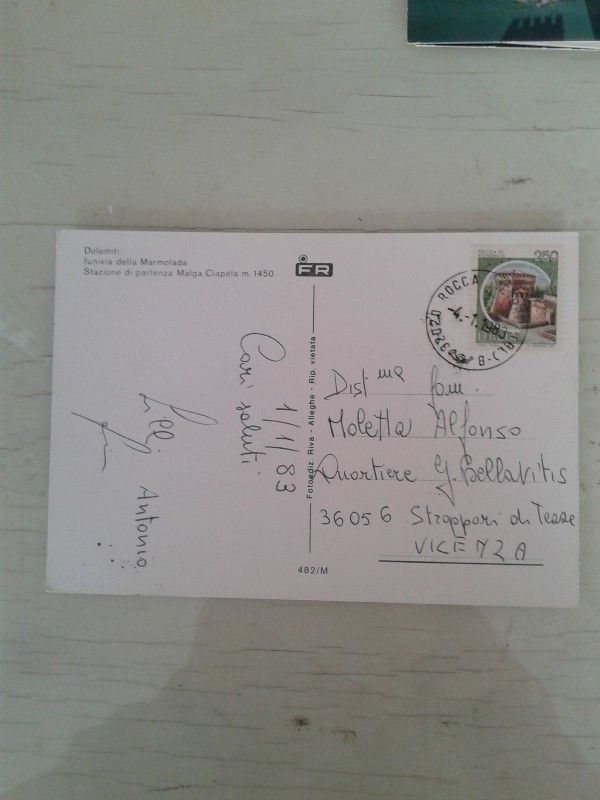 Dolomiti:
funivia della Marmolada
Stazione di partenza Malga Ciapela m. 1450
FR
250
ROCCA
4.-1.1983
32020
Cari saluti
1/1/83
Antonio
Fotoediz. Riva - Alleghe - Rip. vietata
Dist.ma fam.
Moletta Alfonso
Quartiere G. Bellavitis
36056 Stroppari di Tezze
VICENZA
482/M